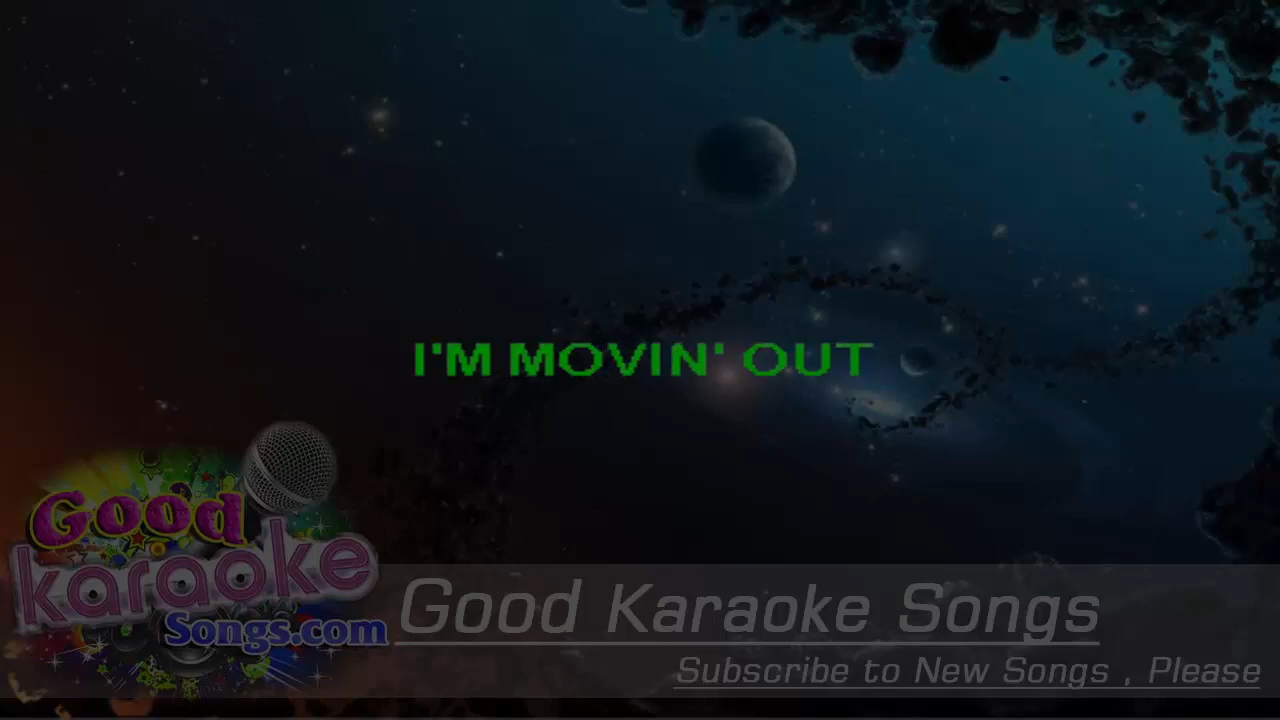 I'M MOVIN' OUT
Good
karaoke
Songs.com
Good Karaoke Songs
Subscribe to New Songs , Please